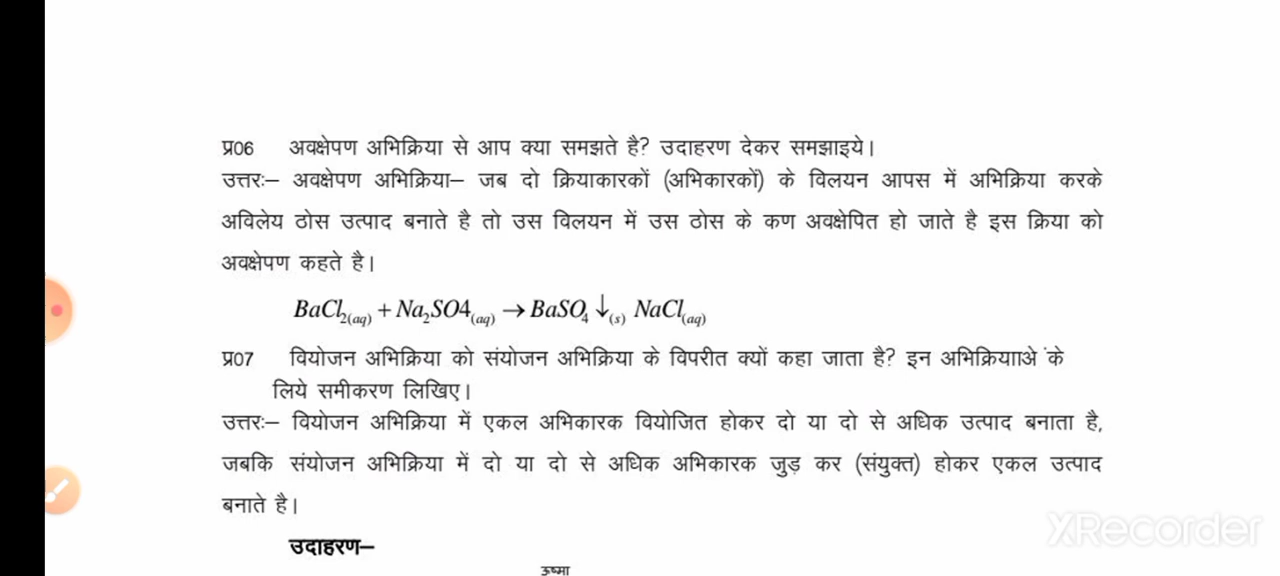 प्र06 अवक्षेपण अभिक्रिया से आप क्या समझते है? उदाहरण देकर समझाइये।
उत्तरः– अवक्षेपण अभिक्रिया– जब दो क्रियाकारकों (अभिकारकों) के विलयन आपस में अभिक्रिया करके
अविलेय ठोस उत्पाद बनाते है तो उस विलयन में उस ठोस के कण अवक्षेपित हो जाते है इस क्रिया को
अवक्षेपण कहते है।
BaCl₂(aq) + Na₂SO4(aq) → BaSO₄ ↓(s) NaCl(aq)
प्र07 वियोजन अभिक्रिया को संयोजन अभिक्रिया के विपरीत क्यों कहा जाता है? इन अभिक्रियााओ ंके
लिये समीकरण लिखिए।
उत्तरः– वियोजन अभिक्रिया में एकल अभिकारक वियोजित होकर दो या दो से अधिक उत्पाद बनाता है,
जबकि संयोजन अभिक्रिया में दो या दो से अधिक अभिकारक जुड़ कर (संयुक्त) होकर एकल उत्पाद
बनाते है।
उदाहरण–
ऊष्मा
XRecorder